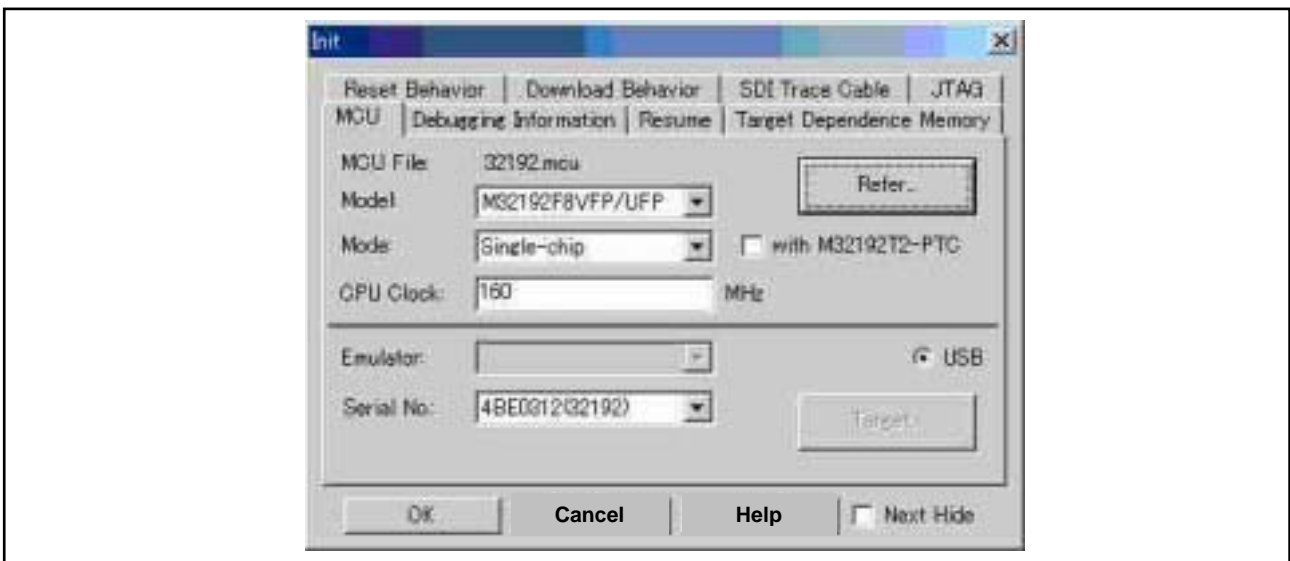 Init
Reset Behavior Download Behavior SDI Trace Cable JTAG
MCU Debugging Information Resume Target Dependence Memory
MCU File: 32192.mcu
Refer...
Model: M32192F8VFP/UFP
Mode: Single-chip with M32192T2-PTC
CPU Clock: 160 MHz
Emulator: USB
Serial No.: 4BE0312(32192)
Target...
OK Cancel Help Next Hide